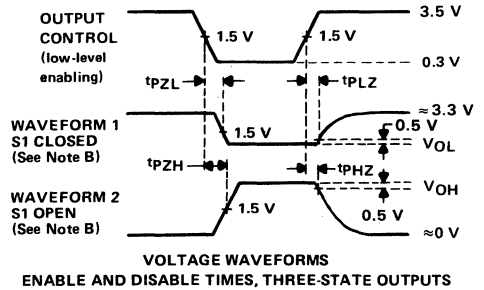 OUTPUT
CONTROL
(low-level
enabling)
3.5 V
1.5 V
1.5 V
0.3 V
tPZL
tPLZ
WAVEFORM 1
S1 CLOSED
(See Note B)
1.5 V
≈3.3 V
0.5 V
VOL
tPZH
tPHZ
WAVEFORM 2
S1 OPEN
(See Note B)
1.5 V
VOH
0.5 V
≈0 V
VOLTAGE WAVEFORMS
ENABLE AND DISABLE TIMES, THREE-STATE OUTPUTS